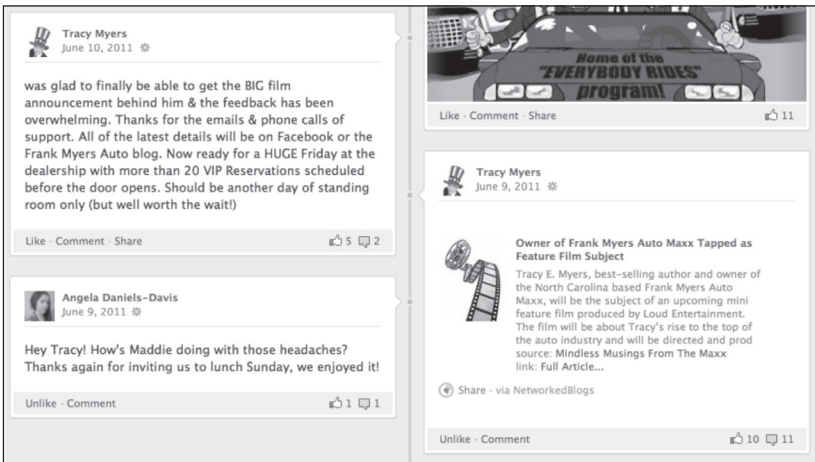 Tracy Myers
June 10, 2011
was glad to finally be able to get the BIG film
announcement behind him & the feedback has been
overwhelming. Thanks for the emails & phone calls of
support. All of the latest details will be on Facebook or the
Frank Myers Auto blog. Now ready for a HUGE Friday at the
dealership with more than 20 VIP Reservations scheduled
before the door opens. Should be another day of standing
room only (but well worth the wait!)
Like · Comment · Share 5 2
Angela Daniels-Davis
June 9, 2011
Hey Tracy! How's Maddie doing with those headaches?
Thanks again for inviting us to lunch Sunday, we enjoyed it!
Unlike · Comment 1 1
Home of the
"EVERYBODY RIDES"
program!
Like · Comment · Share 11
Tracy Myers
June 9, 2011
Owner of Frank Myers Auto Maxx Tapped as
Feature Film Subject
Tracy E. Myers, best-selling author and owner of
the North Carolina based Frank Myers Auto
Maxx, will be the subject of an upcoming mini
feature film produced by Loud Entertainment.
The film will be about Tracy's rise to the top of
the auto industry and will be directed and prod
source: Mindless Musings From The Maxx
link: Full Article...
Share · via NetworkedBlogs
Unlike · Comment 10 11